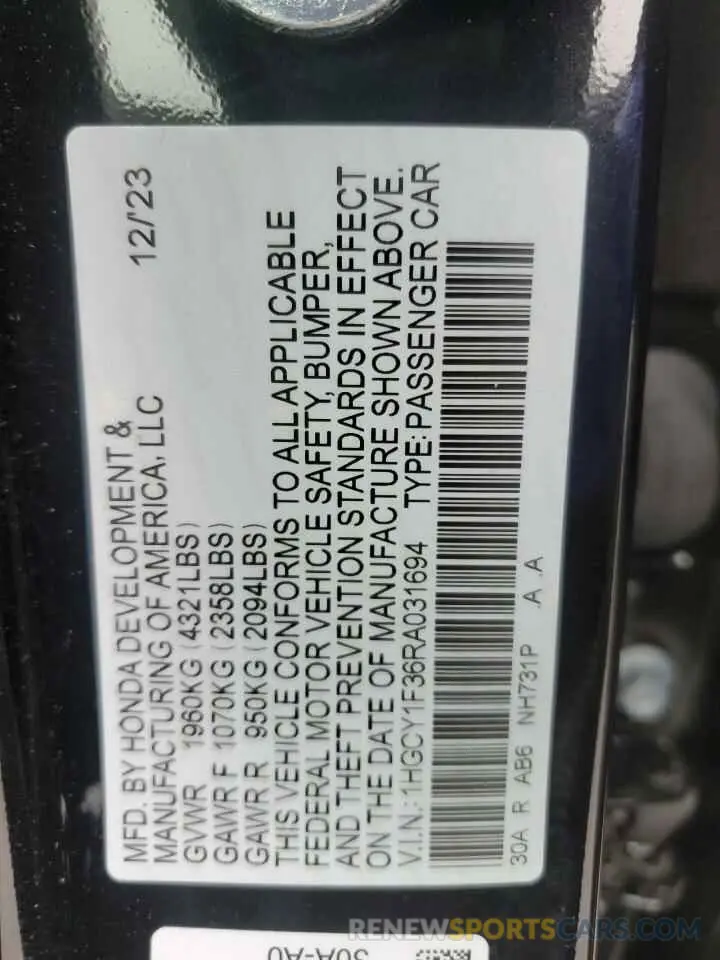 MFD. BY HONDA DEVELOPMENT &
MANUFACTURING OF AMERICA, LLC 12/'23
GVWR 1960KG (4321LBS)
GAWR F 1070KG (2358LBS)
GAWR R 950KG (2094LBS)
THIS VEHICLE CONFORMS TO ALL APPLICABLE
FEDERAL MOTOR VEHICLE SAFETY, BUMPER,
AND THEFT PREVENTION STANDARDS IN EFFECT
ON THE DATE OF MANUFACTURE SHOWN ABOVE.
V.I.N.: 1HGCY1F36RA031694 TYPE: PASSENGER CAR
30A R AB6 NH731P A .A
30A-A0
RENEWSPORTSCARS.COM